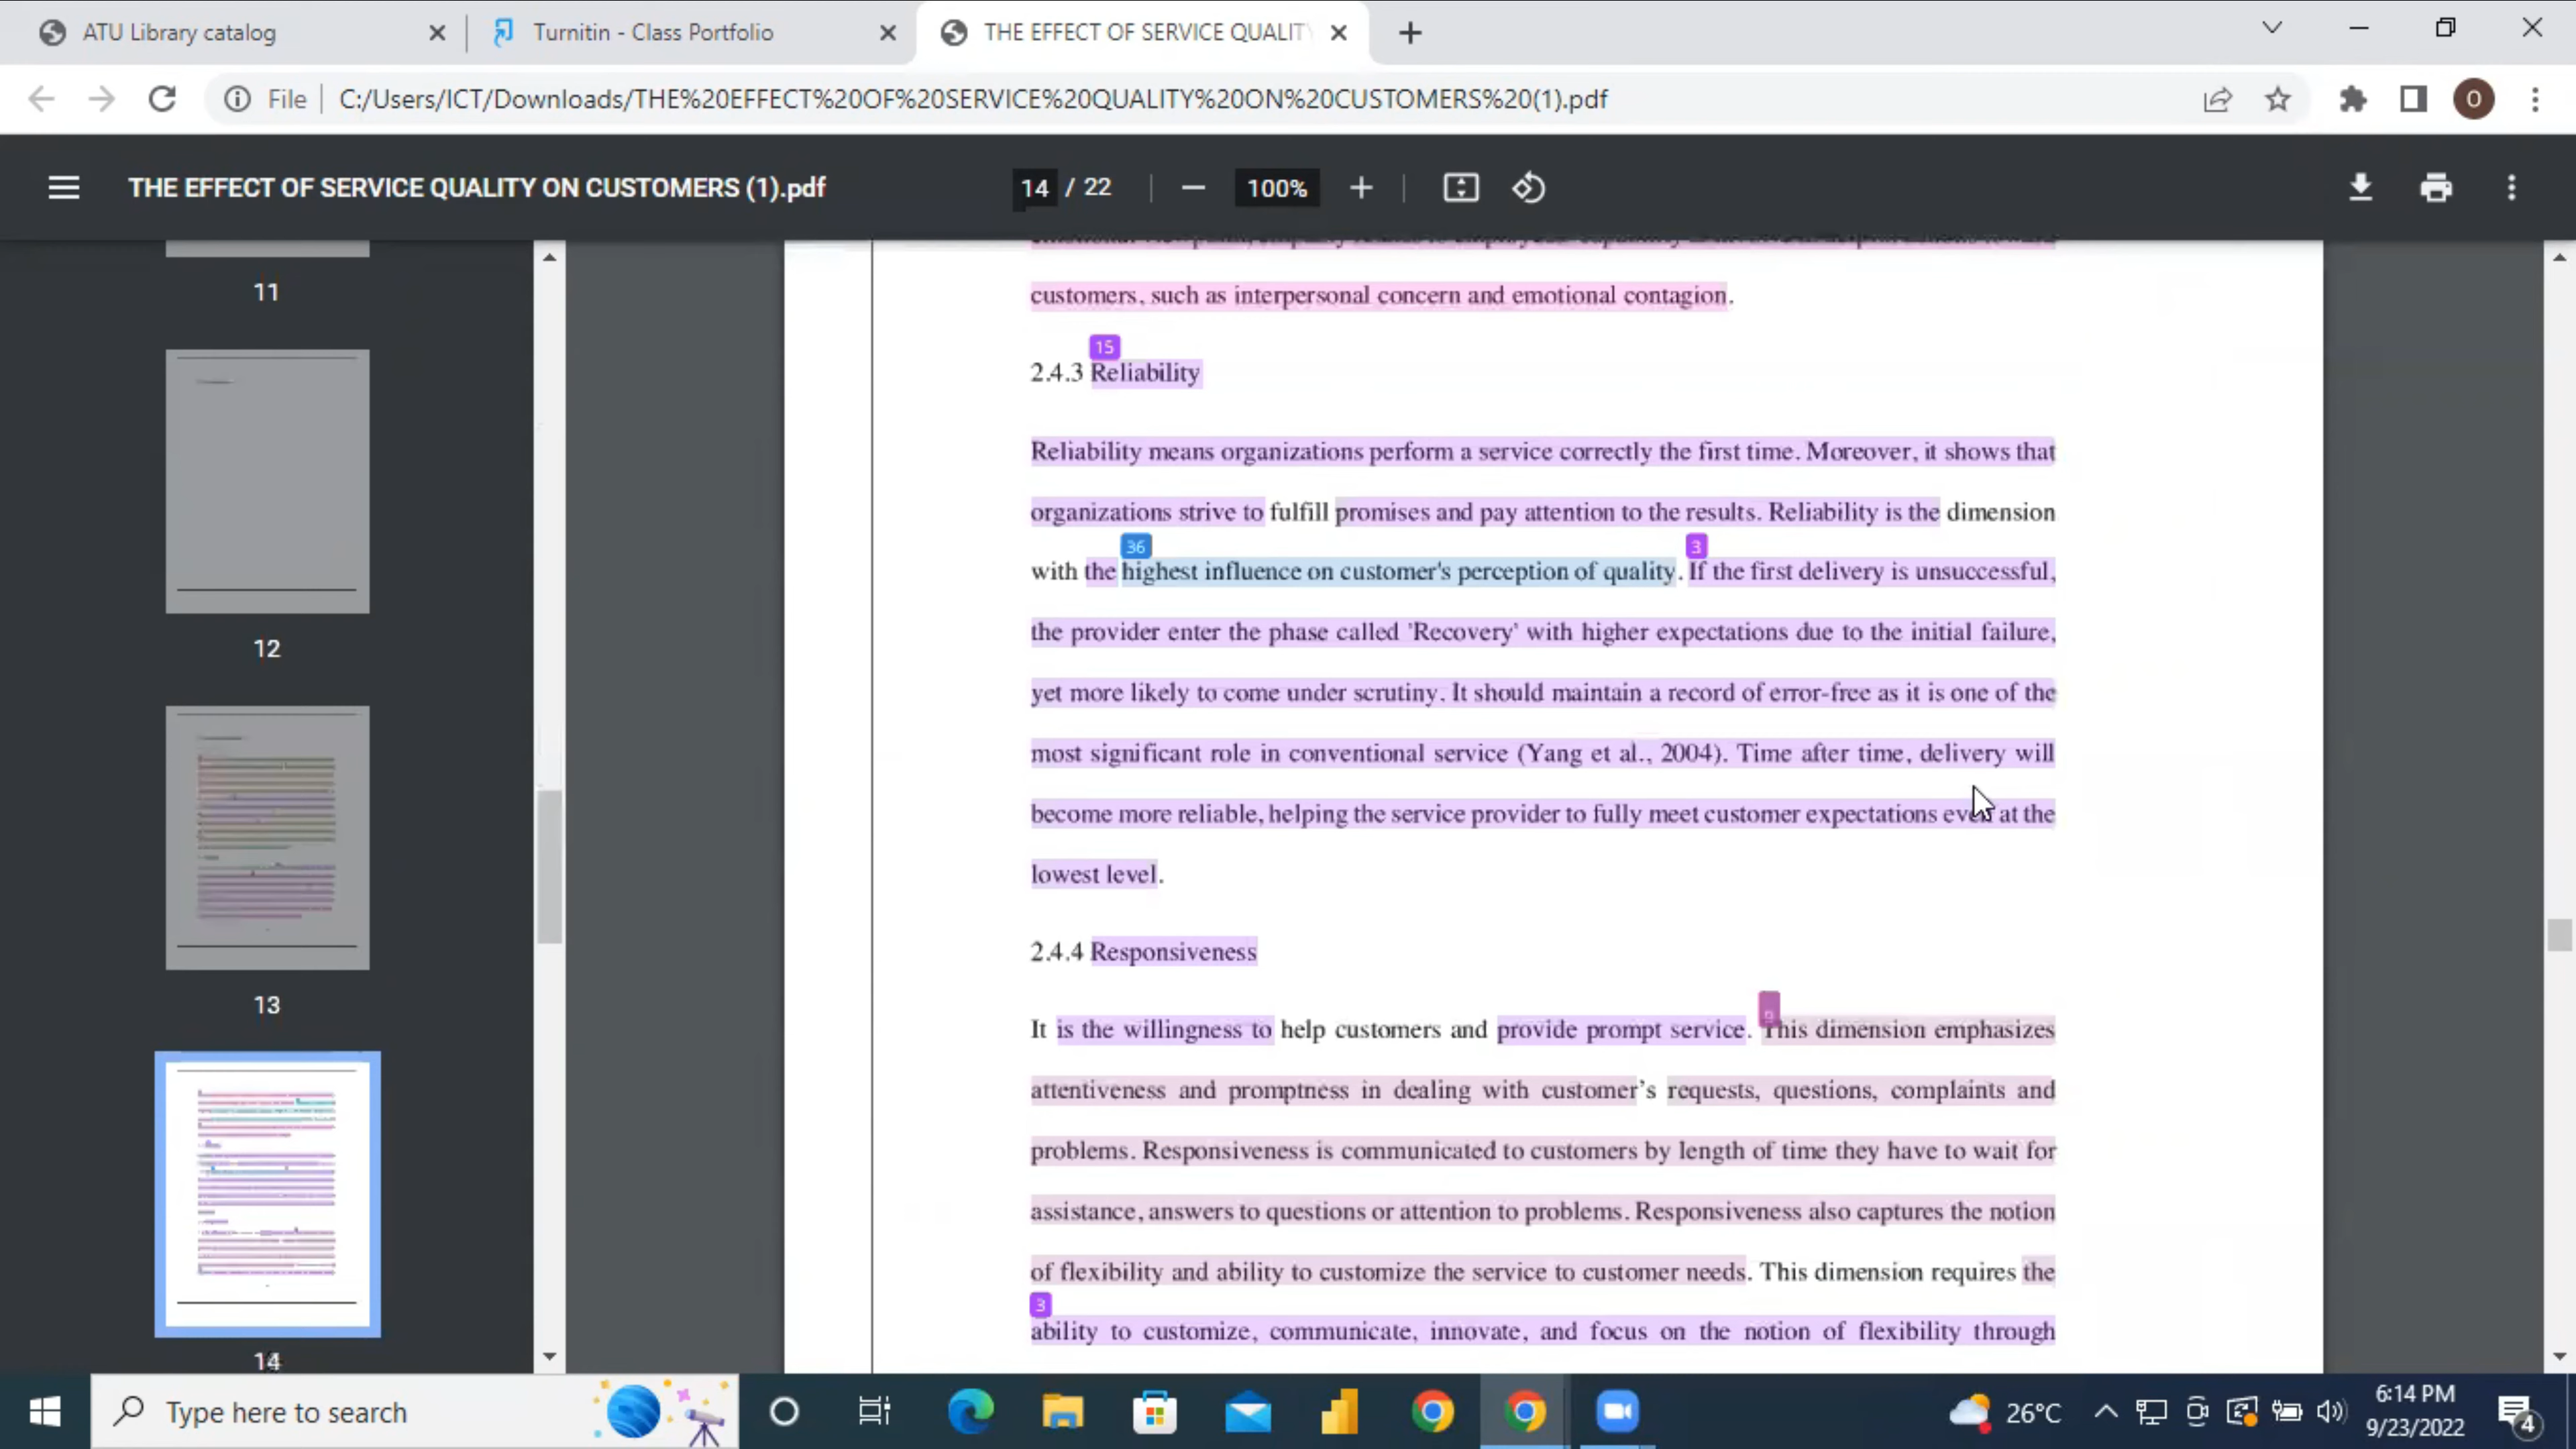 ATU Library catalog
Turnitin - Class Portfolio
THE EFFECT OF SERVICE QUALITY
File
C:/Users/ICT/Downloads/THE%20EFFECT%20OF%20SERVICE%20QUALITY%20ON%20CUSTOMERS%20(1).pdf
O
THE EFFECT OF SERVICE QUALITY ON CUSTOMERS (1).pdf
14 / 22
100%
11
12
13
14
customers, such as interpersonal concern and emotional contagion.
15
2.4.3 Reliability
Reliability means organizations perform a service correctly the first time. Moreover, it shows that
organizations strive to fulfill promises and pay attention to the results. Reliability is the dimension
36
3
with the highest influence on customer's perception of quality. If the first delivery is unsuccessful,
the provider enter the phase called 'Recovery' with higher expectations due to the initial failure,
yet more likely to come under scrutiny. It should maintain a record of error-free as it is one of the
most significant role in conventional service (Yang et al., 2004). Time after time, delivery will
become more reliable, helping the service provider to fully meet customer expectations even at the
lowest level.
2.4.4 Responsiveness
It is the willingness to help customers and provide prompt service. This dimension emphasizes
attentiveness and promptness in dealing with customer's requests, questions, complaints and
problems. Responsiveness is communicated to customers by length of time they have to wait for
assistance, answers to questions or attention to problems. Responsiveness also captures the notion
of flexibility and ability to customize the service to customer needs. This dimension requires the
3
ability to customize, communicate, innovate, and focus on the notion of flexibility through
Type here to search
26°C
6:14 PM
9/23/2022
4